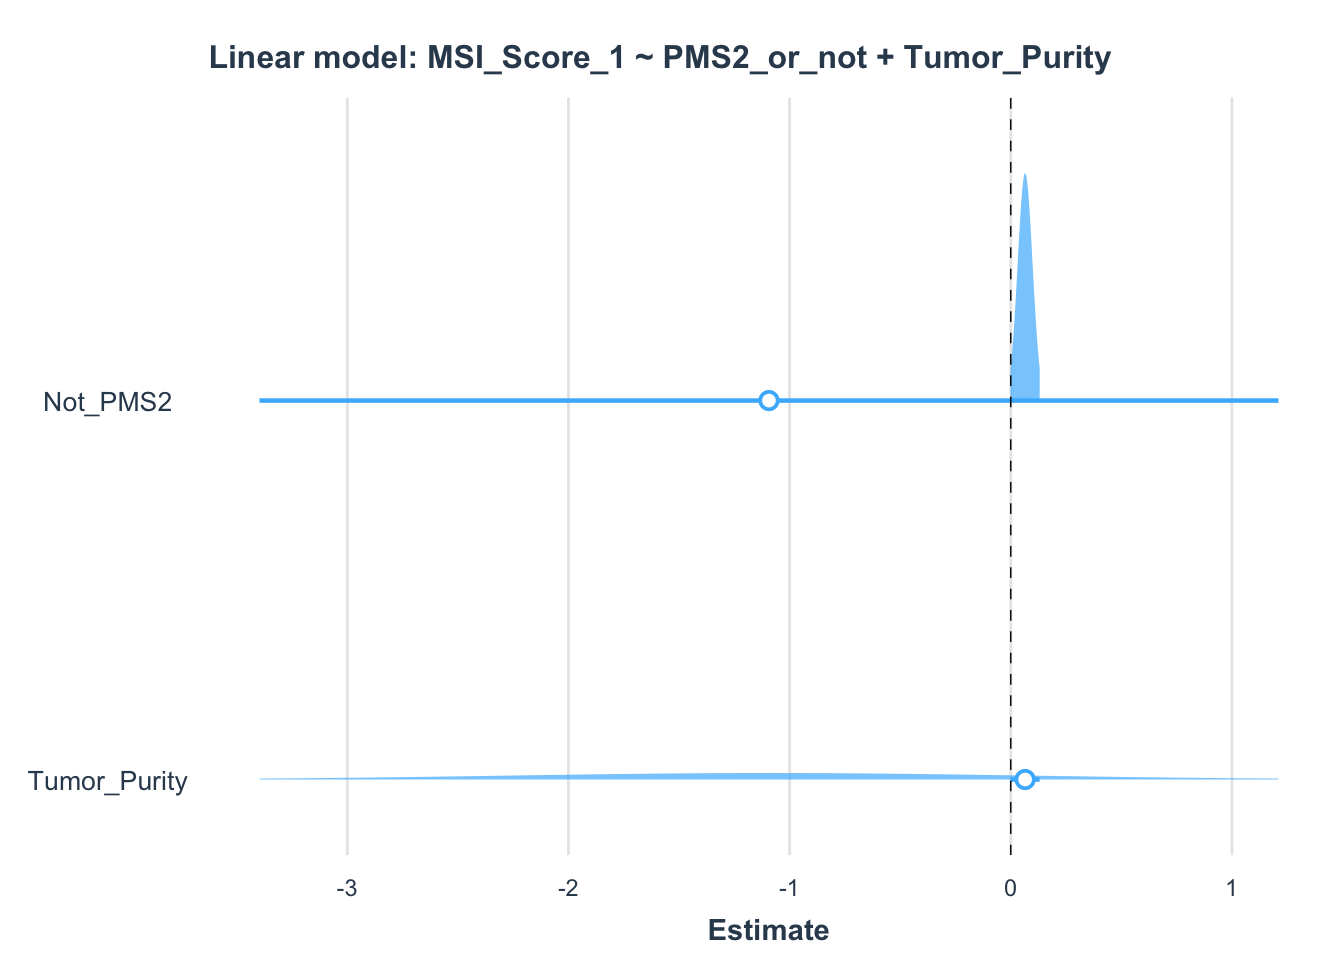 Linear model: MSI_Score_1 ~ PMS2_or_not + Tumor_Purity
Not_PMS2
Tumor_Purity
-3 -2 -1 0 1
Estimate